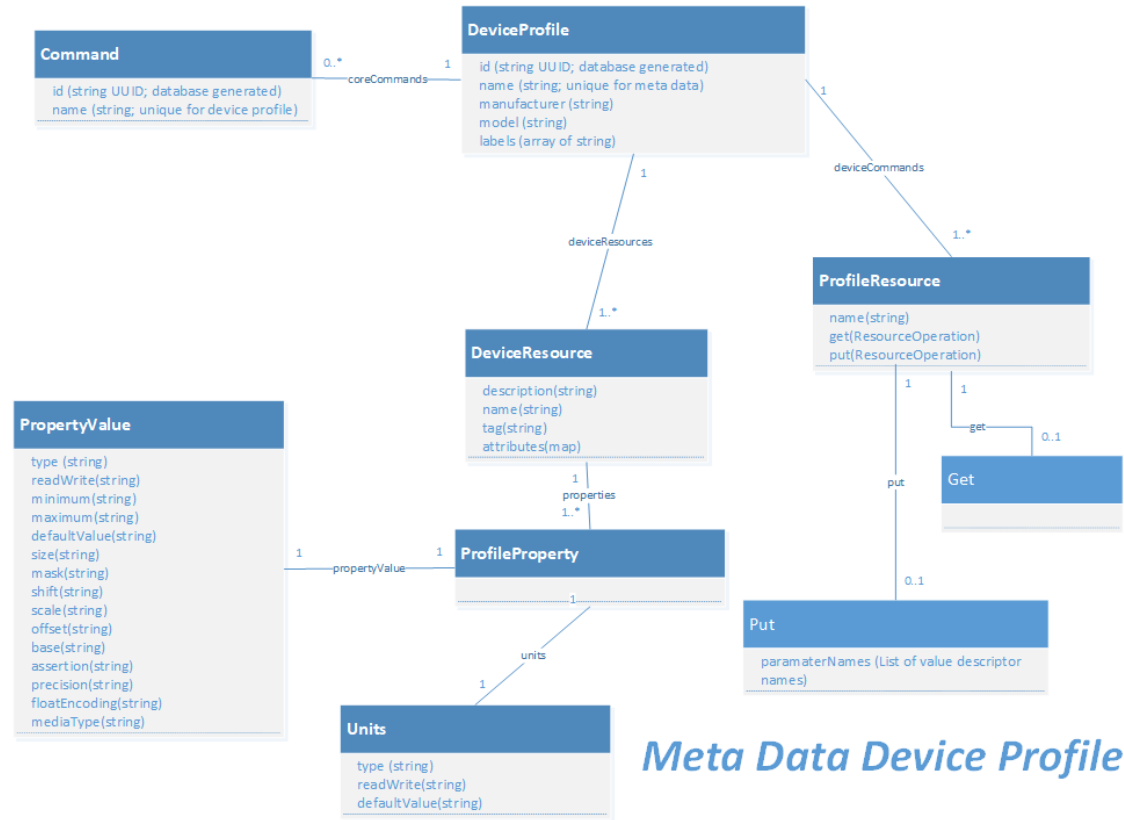 Command
id (string UUID; database generated)
name (string; unique for device profile)
0..*
1
coreCommands
DeviceProfile
id (string UUID; database generated)
name (string; unique for meta data)
manufacturer (string)
model (string)
labels (array of string)
1
deviceCommands
1..*
1
deviceResources
1..*
ProfileResource
name(string)
get(ResourceOperation)
put(ResourceOperation)
1
1
get
0..1
put
0..1
Get
Put
paramaterNames (List of value descriptor
names)
DeviceResource
description(string)
name(string)
tag(string)
attributes(map)
1
properties
1..*
PropertyValue
type (string)
readWrite(string)
minimum(string)
maximum(string)
defaultValue(string)
size(string)
mask(string)
shift(string)
scale(string)
offset(string)
base(string)
assertion(string)
precision(string)
floatEncoding(string)
mediaType(string)
1
propertyValue
1
ProfileProperty
1
units
1
Units
type (string)
readWrite(string)
defaultValue(string)
Meta Data Device Profile